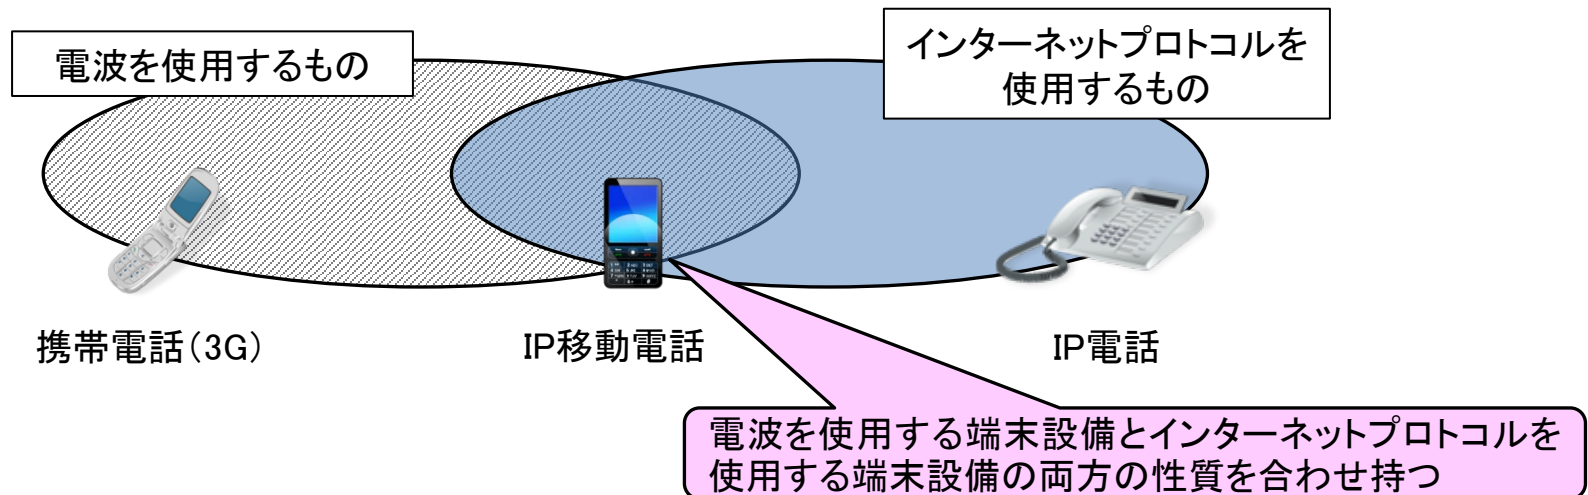 電波を使用するもの
インターネットプロトコルを
使用するもの
携帯電話(3G)
IP移動電話
IP電話
電波を使用する端末設備とインターネットプロトコルを
使用する端末設備の両方の性質を合わせ持つ